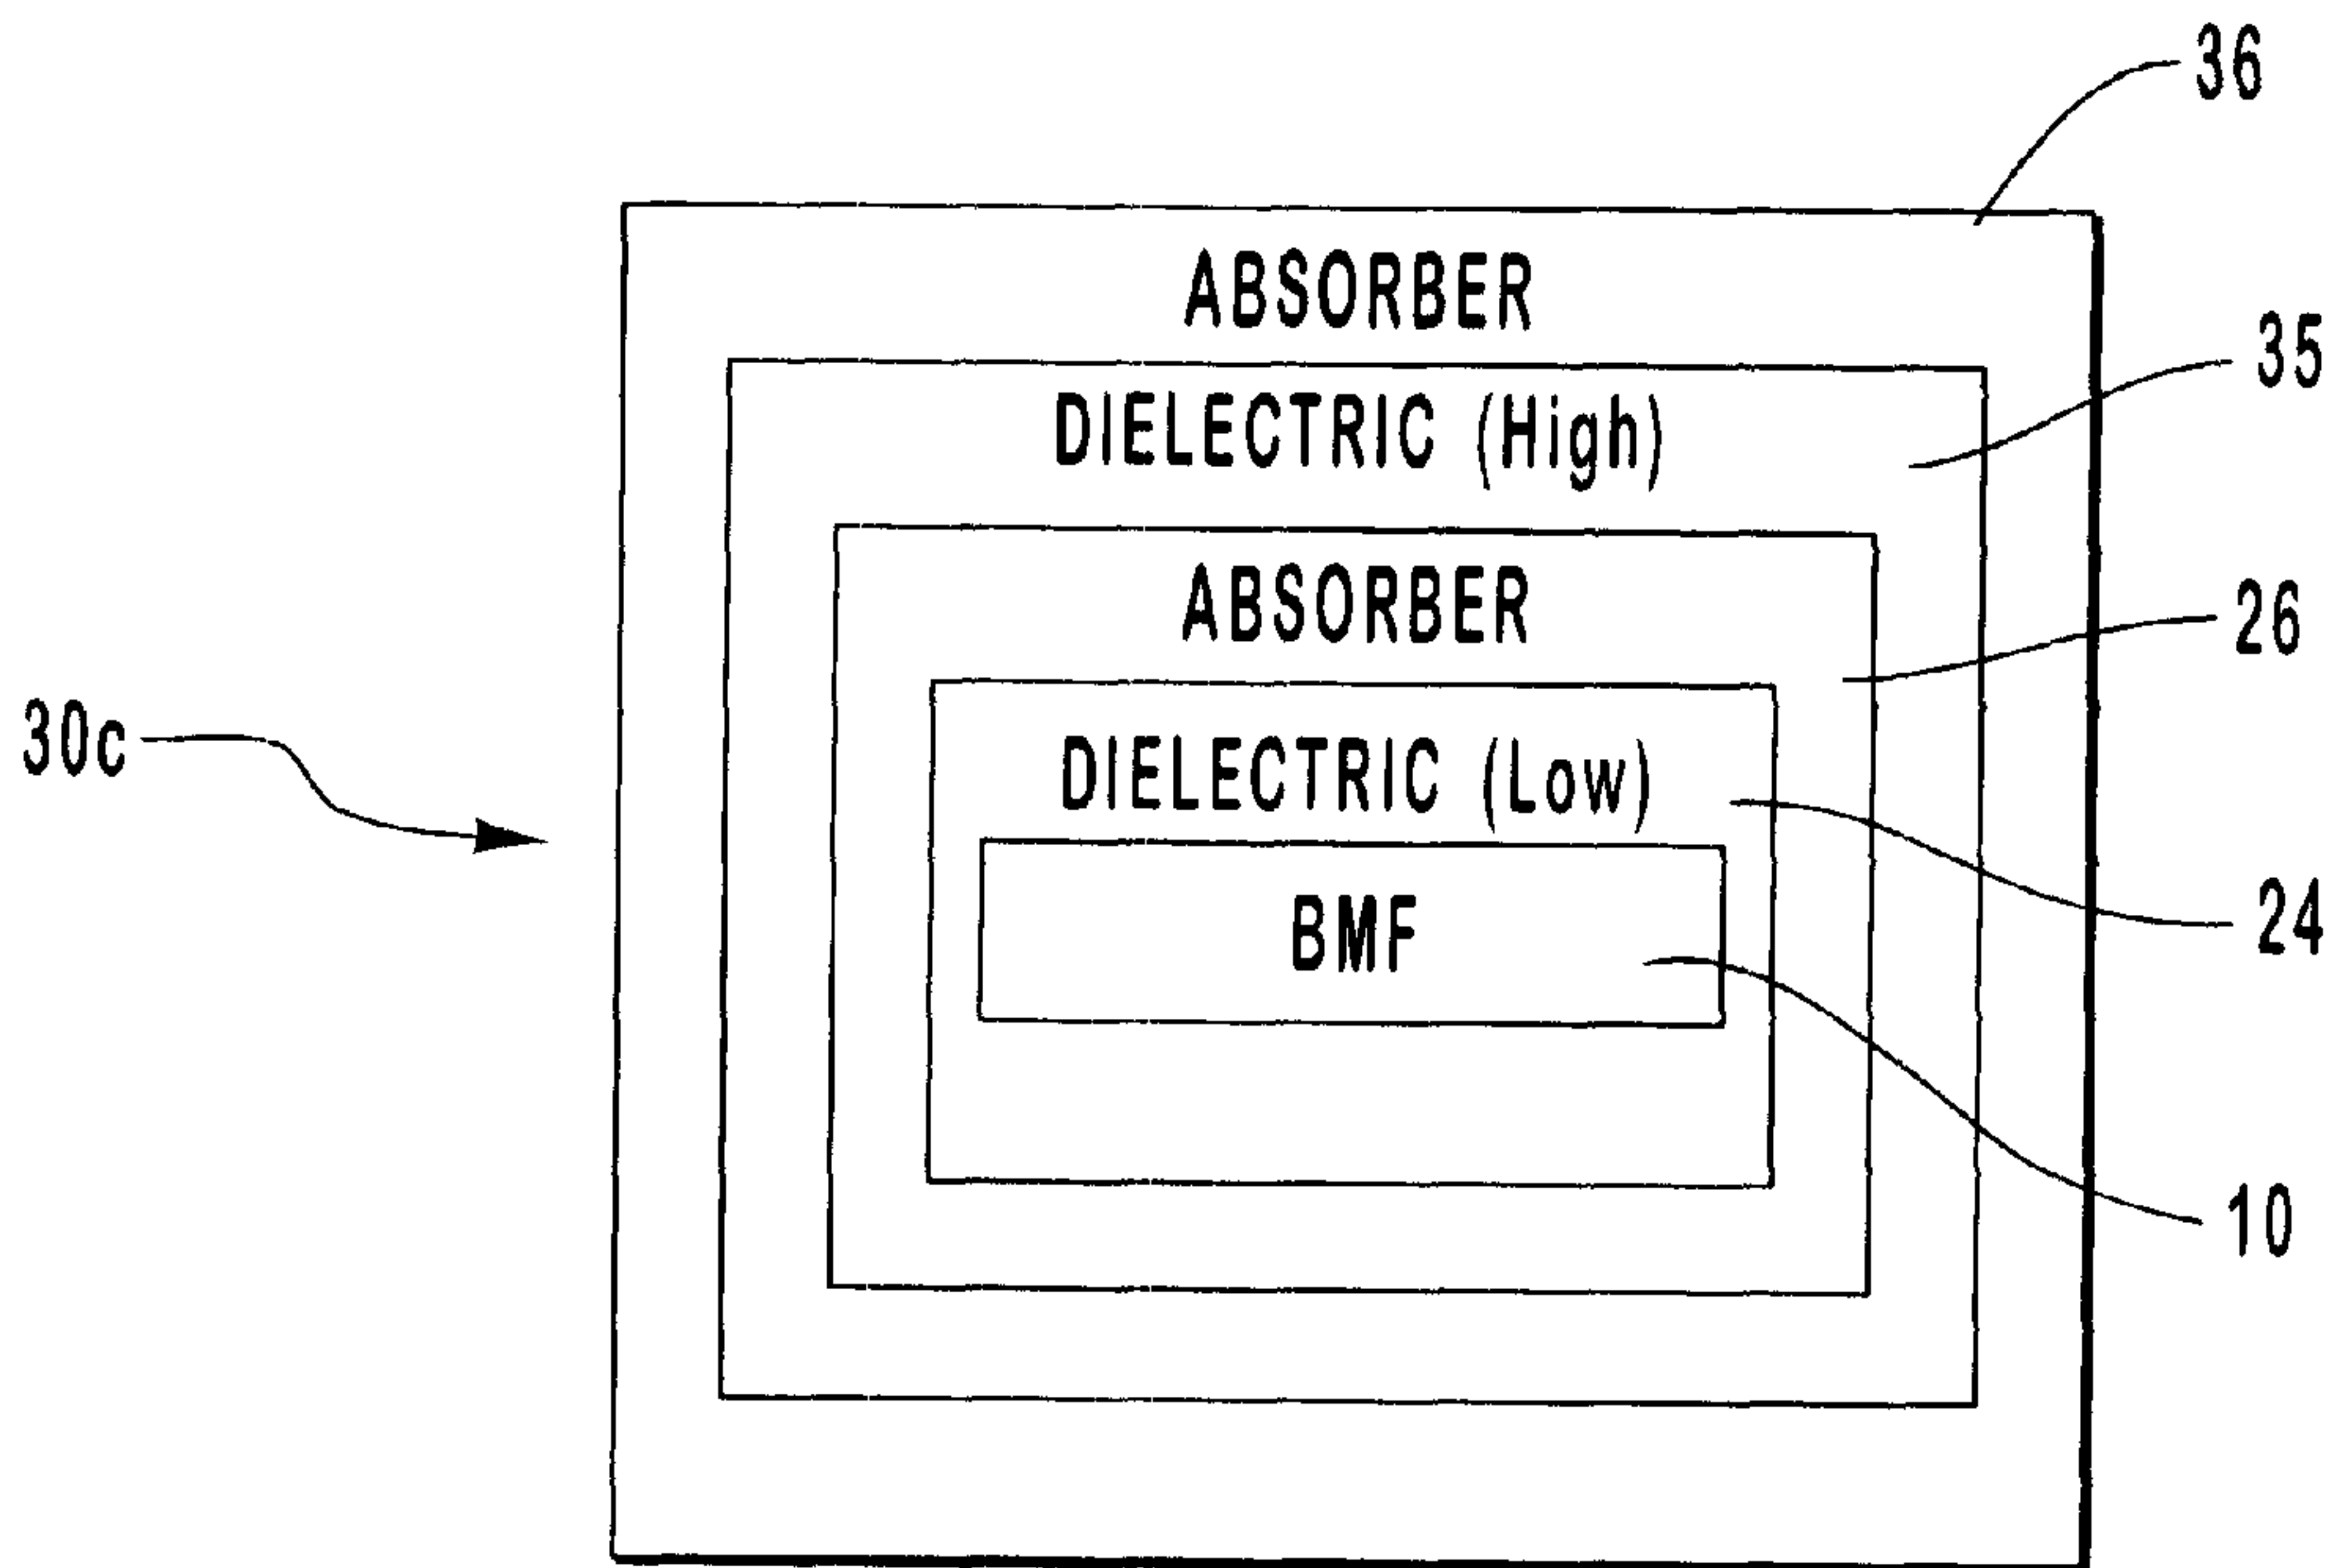 36
ABSORBER
35
DIELECTRIC (High)
ABSORBER
26
30c
DIELECTRIC (Low)
24
BMF
10